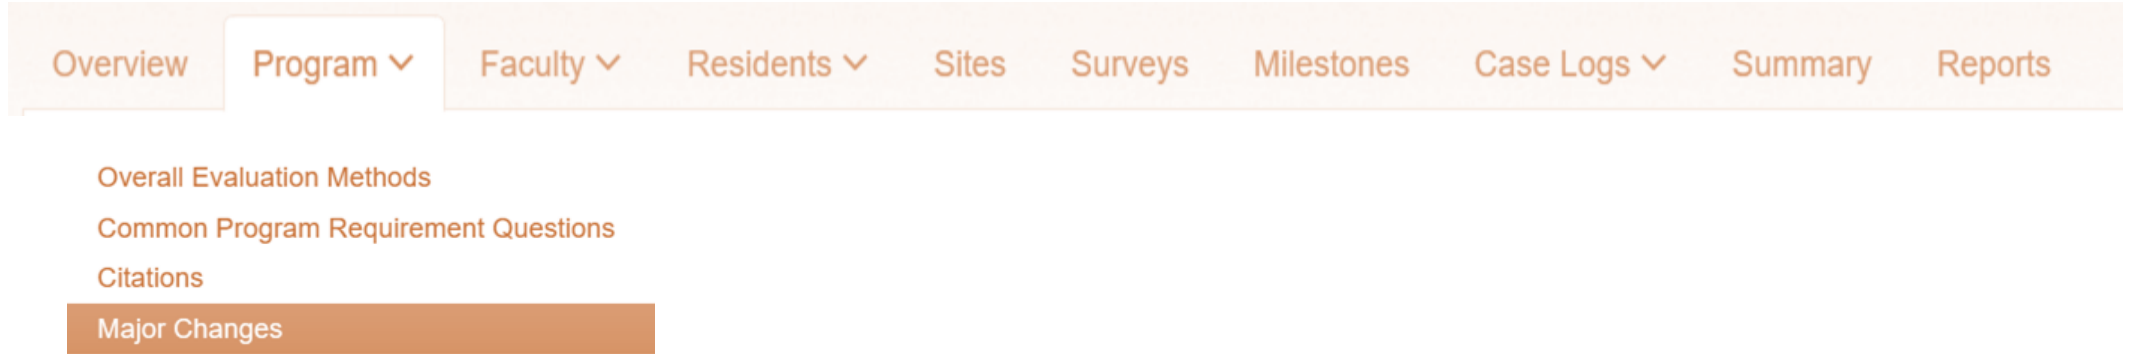 Overview Program Faculty Residents Sites Surveys Milestones Case Logs Summary Reports
Overall Evaluation Methods
Common Program Requirement Questions
Citations
Major Changes